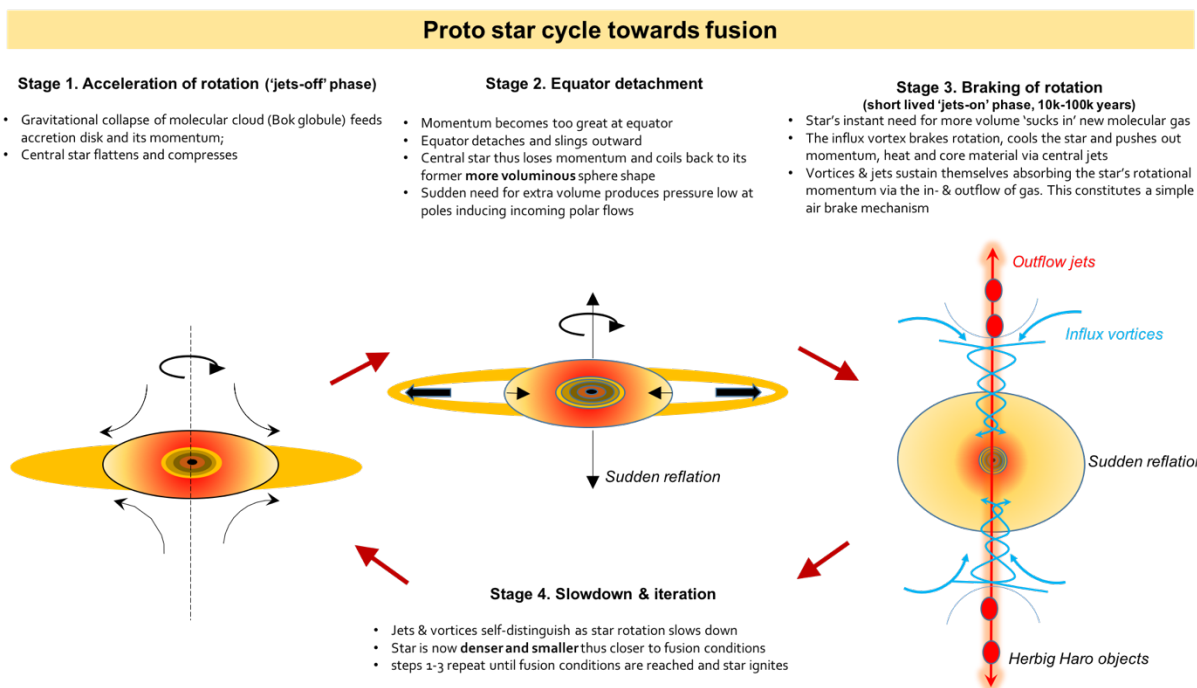 Proto star cycle towards fusion
Stage 1. Acceleration of rotation (‘jets-off’ phase)
• Gravitational collapse of molecular cloud (Bok globule) feeds
accretion disk and its momentum;
• Central star flattens and compresses
Stage 2. Equator detachment
• Momentum becomes too great at equator
• Equator detaches and slings outward
• Central star thus loses momentum and coils back to its
former more voluminous sphere shape
• Sudden need for extra volume produces pressure low at
poles inducing incoming polar flows
Stage 3. Braking of rotation
(short lived ‘jets-on’ phase, 10k-100k years)
• Star’s instant need for more volume ‘sucks in’ new molecular gas
• The influx vortex brakes rotation, cools the star and pushes out
momentum, heat and core material via central jets
• Vortices & jets sustain themselves absorbing the star’s rotational
momentum via the in- & outflow of gas. This constitutes a simple
air brake mechanism
Outflow jets
Influx vortices
Sudden reflation
Sudden reflation
Stage 4. Slowdown & iteration
• Jets & vortices self-distinguish as star rotation slows down
• Star is now denser and smaller thus closer to fusion conditions
• steps 1-3 repeat until fusion conditions are reached and star ignites
Herbig Haro objects